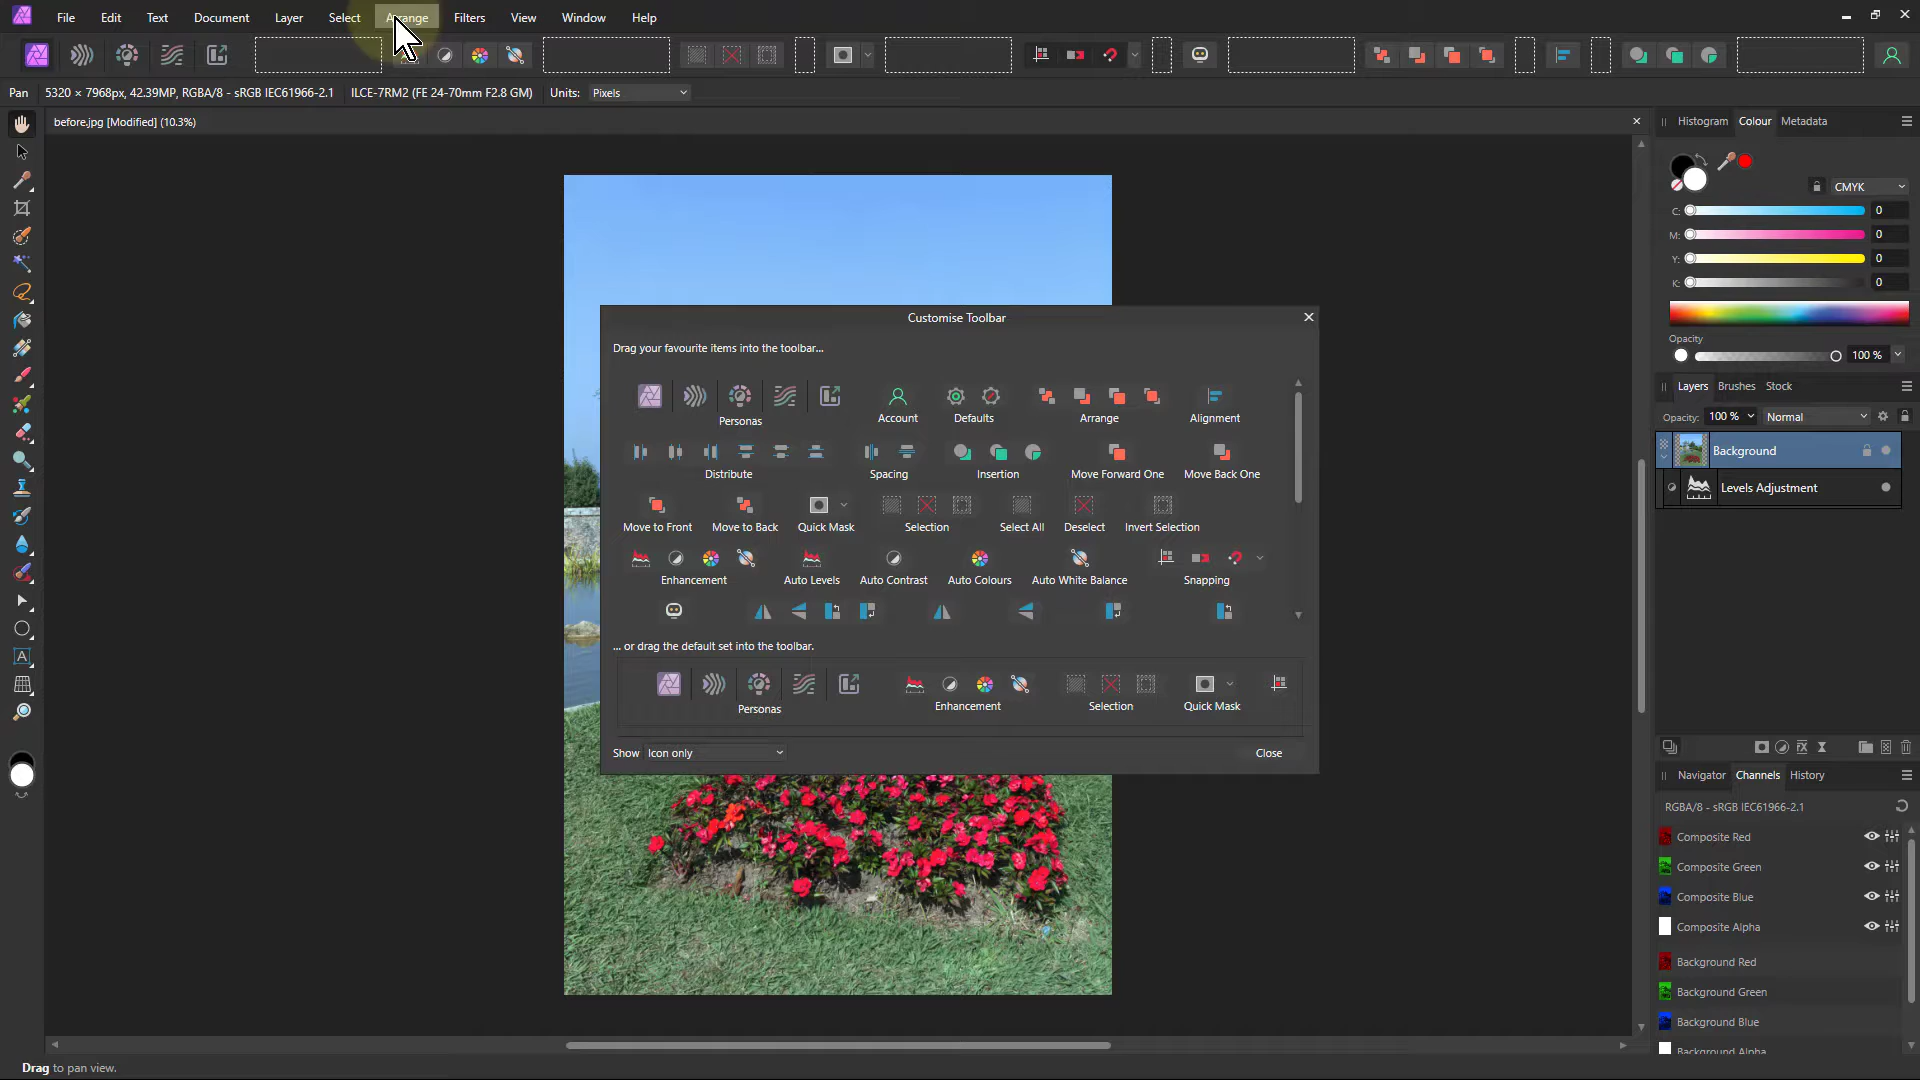 File Edit Text Document Layer Select Arrange Filters View Window Help
Pan 5320 × 7968px, 42.39MP, RGBA/8 - sRGB IEC61966-2.1 ILCE-7RM2 (FE 24-70mm F2.8 GM) Units: Pixels
before.jpg [Modified] (10.3%)
Histogram Colour Metadata
CMYK
C: 0
M: 0
Y: 0
K: 0
Opacity
100 %
Layers Brushes Stock
Opacity: 100 % Normal
Background
Levels Adjustment
Customise Toolbar
Drag your favourite items into the toolbar...
Personas Account Defaults Arrange Alignment
Distribute Spacing Insertion Move Forward One Move Back One
Move to Front Move to Back Quick Mask Selection Select All Deselect Invert Selection
Enhancement Auto Levels Auto Contrast Auto Colours Auto White Balance Snapping
... or drag the default set into the toolbar.
Personas Enhancement Selection Quick Mask
Show Icon only Close
Navigator Channels History
RGBA/8 - sRGB IEC61966-2.1
Composite Red
Composite Green
Composite Blue
Composite Alpha
Background Red
Background Green
Background Blue
Background Alpha
Drag to pan view.